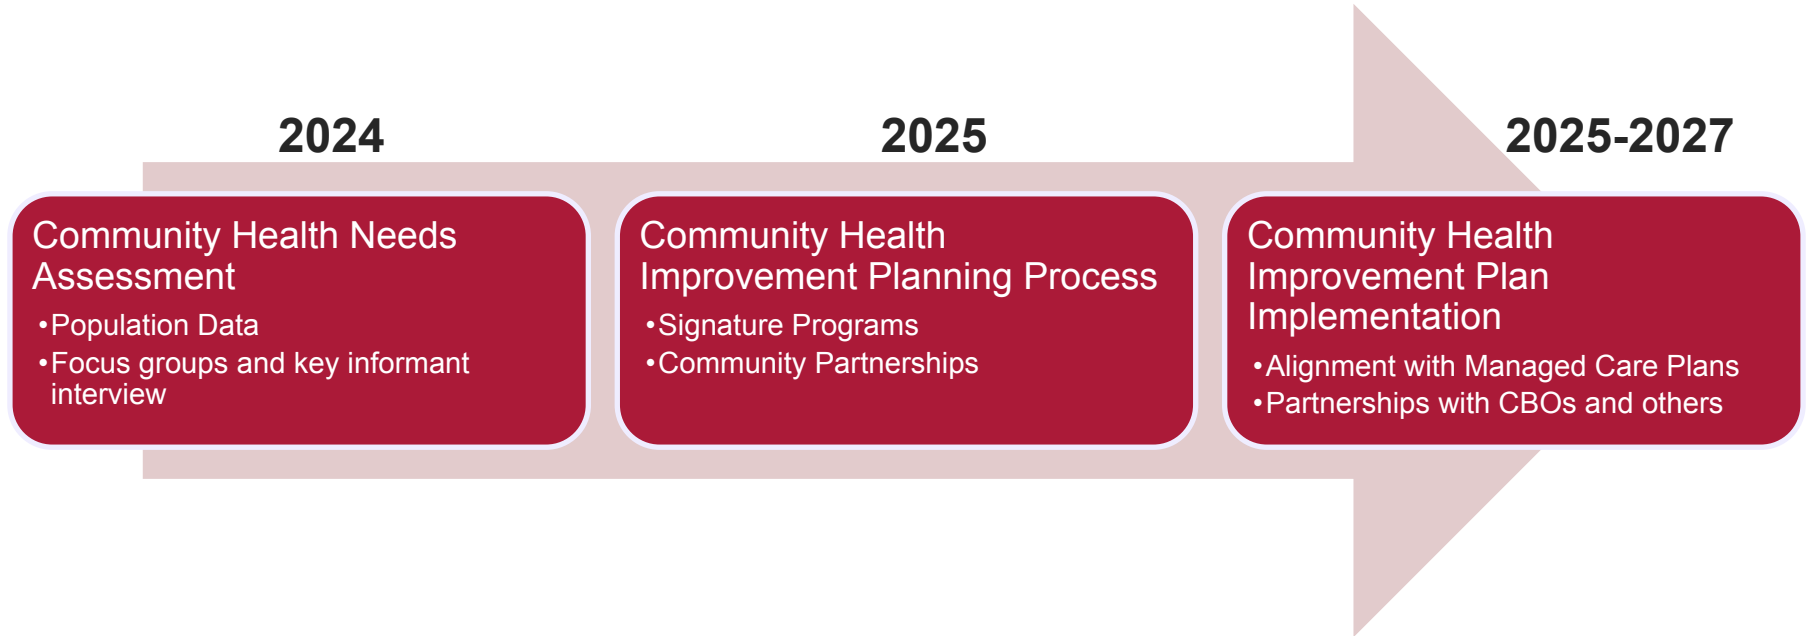 2024
Community Health Needs
Assessment
•Population Data
•Focus groups and key informant
interview
2025
Community Health
Improvement Planning Process
•Signature Programs
•Community Partnerships
2025-2027
Community Health
Improvement Plan
Implementation
•Alignment with Managed Care Plans
•Partnerships with CBOs and others